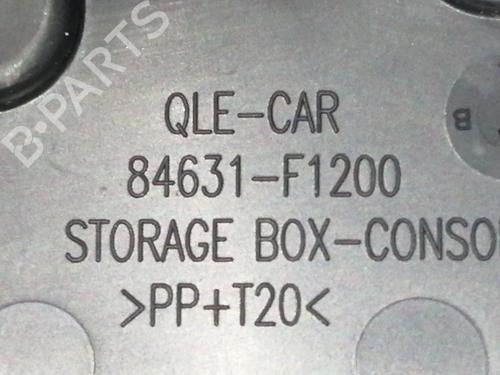 B-PARTS
QLE-CAR
B
84631-F1200
STORAGE BOX-CONSO
>PP+T20<